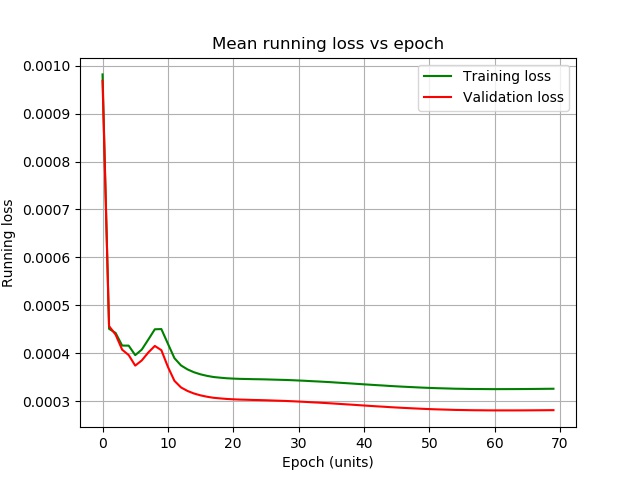 Mean running loss vs epoch
Training loss
Validation loss
0.0010
0.0009
0.0008
0.0007
0.0006
0.0005
0.0004
0.0003
Running loss
0 10 20 30 40 50 60 70
Epoch (units)